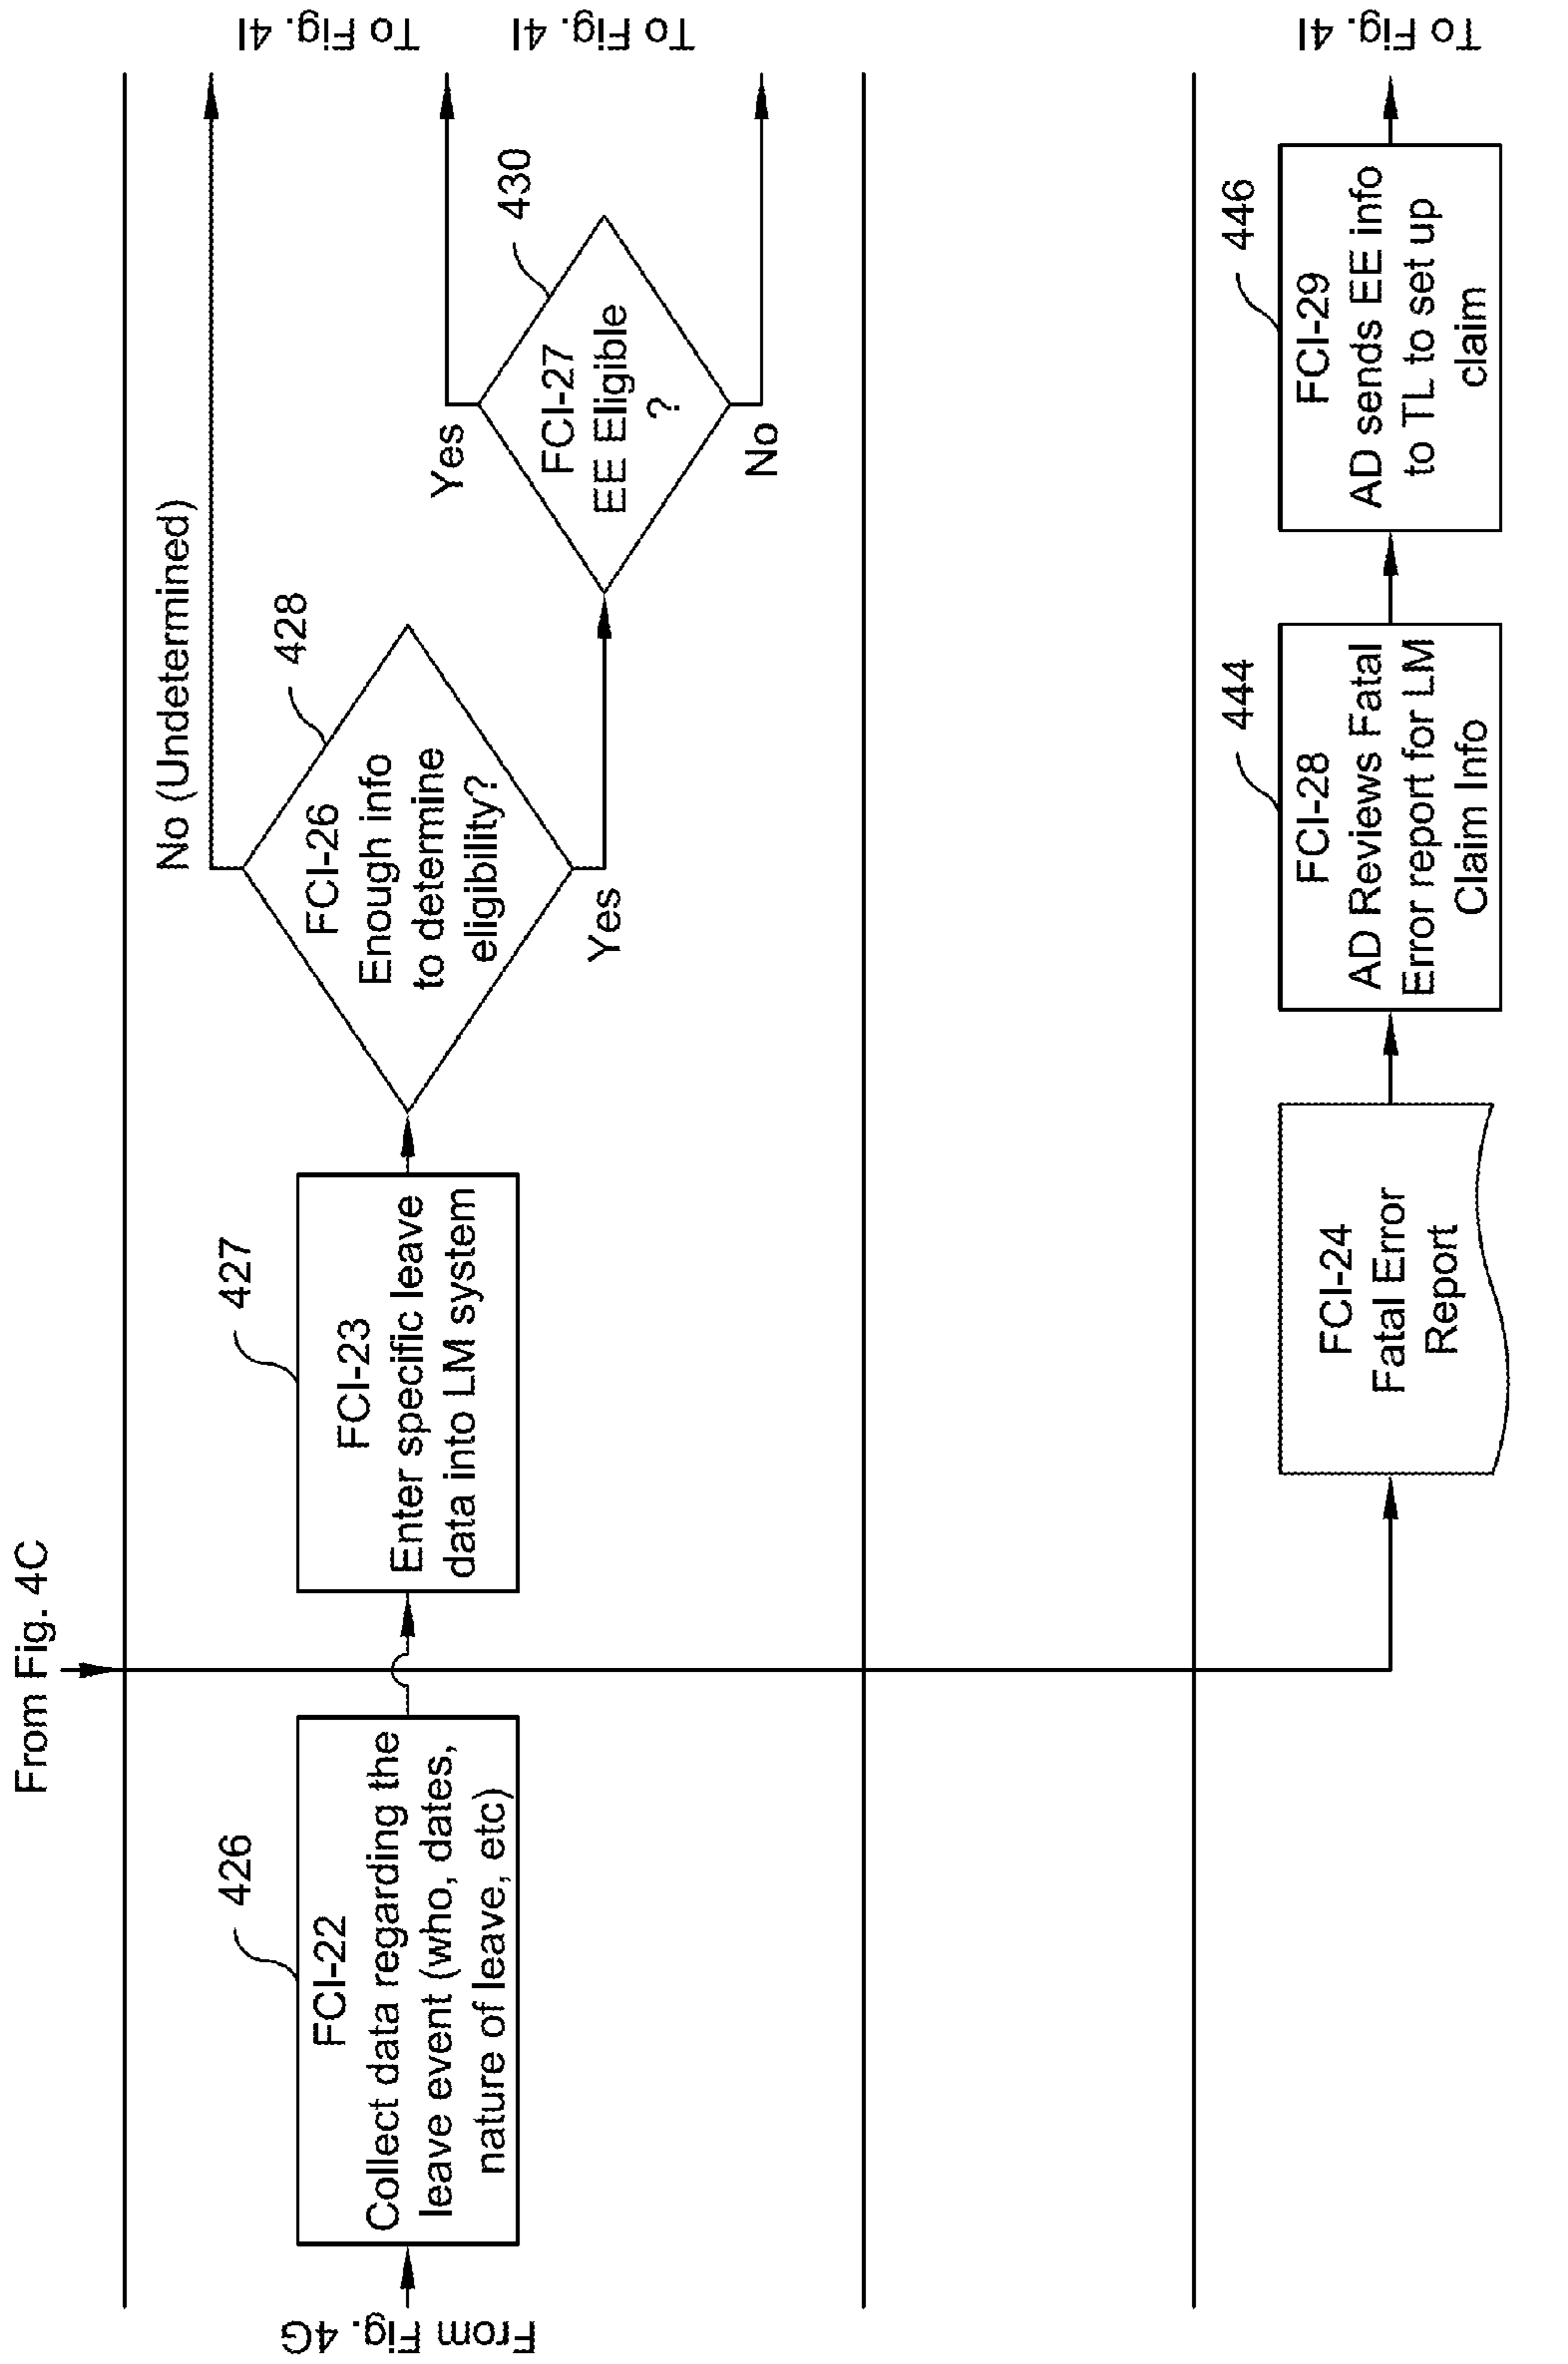 From Fig. 4C
From Fig. 4G
426
FCI-22
Collect data regarding the
leave event (who, dates,
nature of leave, etc)
427
FCI-23
Enter specific leave
data into LM system
428
FCI-26
Enough info
to determine
eligibility?
No (Undetermined)
Yes
430
FCI-27
EE Eligible
?
Yes
No
To Fig. 4I
To Fig. 4I
FCI-24
Fatal Error
Report
444
FCI-28
AD Reviews Fatal
Error report for LM
Claim Info
446
FCI-29
AD sends EE info
to TL to set up
claim
To Fig. 4I